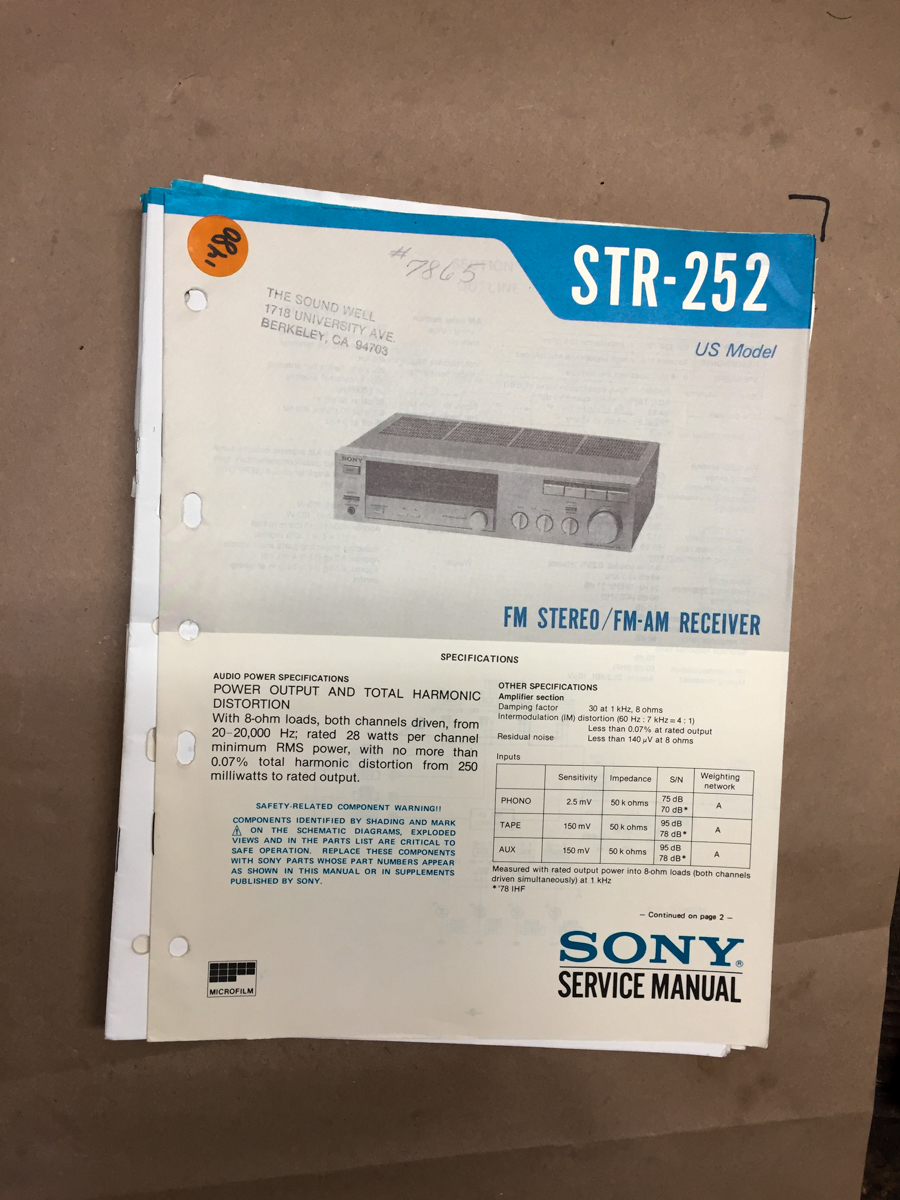 STR-252
US Model
#7865
THE SOUND WELL
1718 UNIVERSITY AVE.
BERKELEY, CA 94703
SONY
FM STEREO/FM-AM RECEIVER
SPECIFICATIONS
AUDIO POWER SPECIFICATIONS
POWER OUTPUT AND TOTAL HARMONIC
DISTORTION
With 8-ohm loads, both channels driven, from
20–20,000 Hz; rated 28 watts per channel
minimum RMS power, with no more than
0.07% total harmonic distortion from 250
milliwatts to rated output.
SAFETY-RELATED COMPONENT WARNING!!
COMPONENTS IDENTIFIED BY SHADING AND MARK
⚠ ON THE SCHEMATIC DIAGRAMS, EXPLODED
VIEWS AND IN THE PARTS LIST ARE CRITICAL TO
SAFE OPERATION. REPLACE THESE COMPONENTS
WITH SONY PARTS WHOSE PART NUMBERS APPEAR
AS SHOWN IN THIS MANUAL OR IN SUPPLEMENTS
PUBLISHED BY SONY.
MICROFILM
OTHER SPECIFICATIONS
Amplifier section
Damping factor 30 at 1 kHz, 8 ohms
Intermodulation (IM) distortion (60 Hz : 7 kHz = 4 : 1)
Less than 0.07% at rated output
Residual noise Less than 140 μV at 8 ohms
Inputs
Sensitivity Impedance S/N Weighting network
PHONO 2.5 mV 50 k ohms 75 dB 70 dB* A
TAPE 150 mV 50 k ohms 95 dB 78 dB* A
AUX 150 mV 50 k ohms 95 dB 78 dB* A
Measured with rated output power into 8-ohm loads (both channels
driven simultaneously) at 1 kHz
*'78 IHF
— Continued on page 2 —
SONY®
SERVICE MANUAL